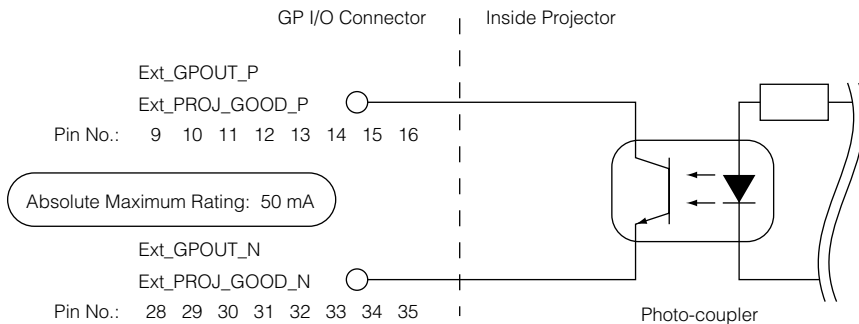 GP I/O Connector
Inside Projector
Ext_GPOUT_P
Ext_PROJ_GOOD_P
Pin No.: 9 10 11 12 13 14 15 16
Absolute Maximum Rating: 50 mA
Ext_GPOUT_N
Ext_PROJ_GOOD_N
Pin No.: 28 29 30 31 32 33 34 35
Photo-coupler